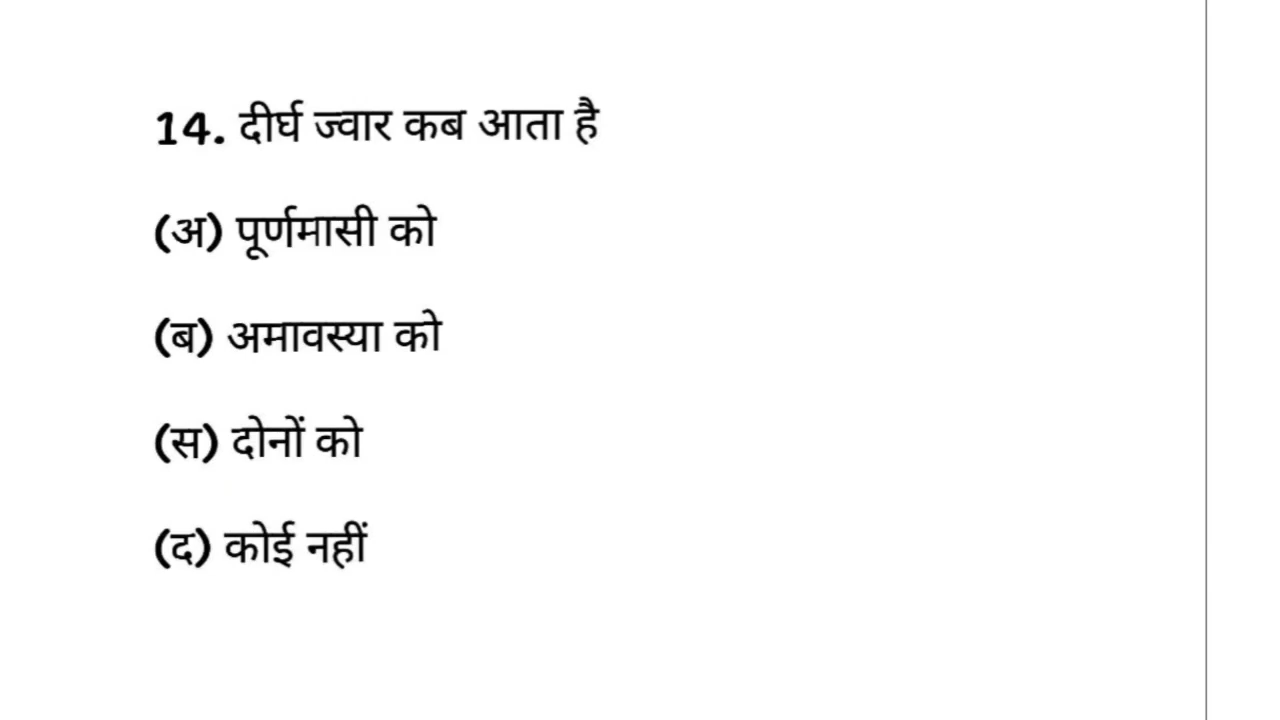 14. दीर्घ ज्वार कब आता है
(अ) पूर्णमासी को
(ब) अमावस्या को
(स) दोनों को
(द) कोई नहीं